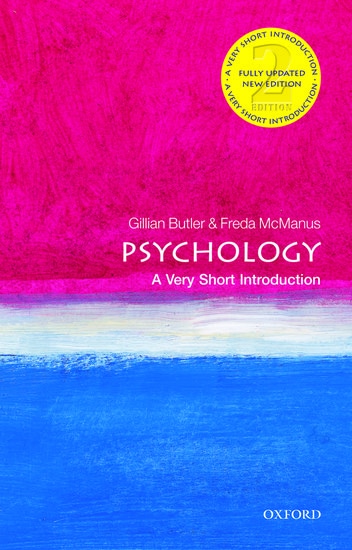 · A VERY SHORT INTRODUCTION ·
2
FULLY UPDATED
NEW EDITION
EDITION
A VERY SHORT INTRODUCTION
Gillian Butler & Freda McManus
PSYCHOLOGY
A Very Short Introduction
OXFORD